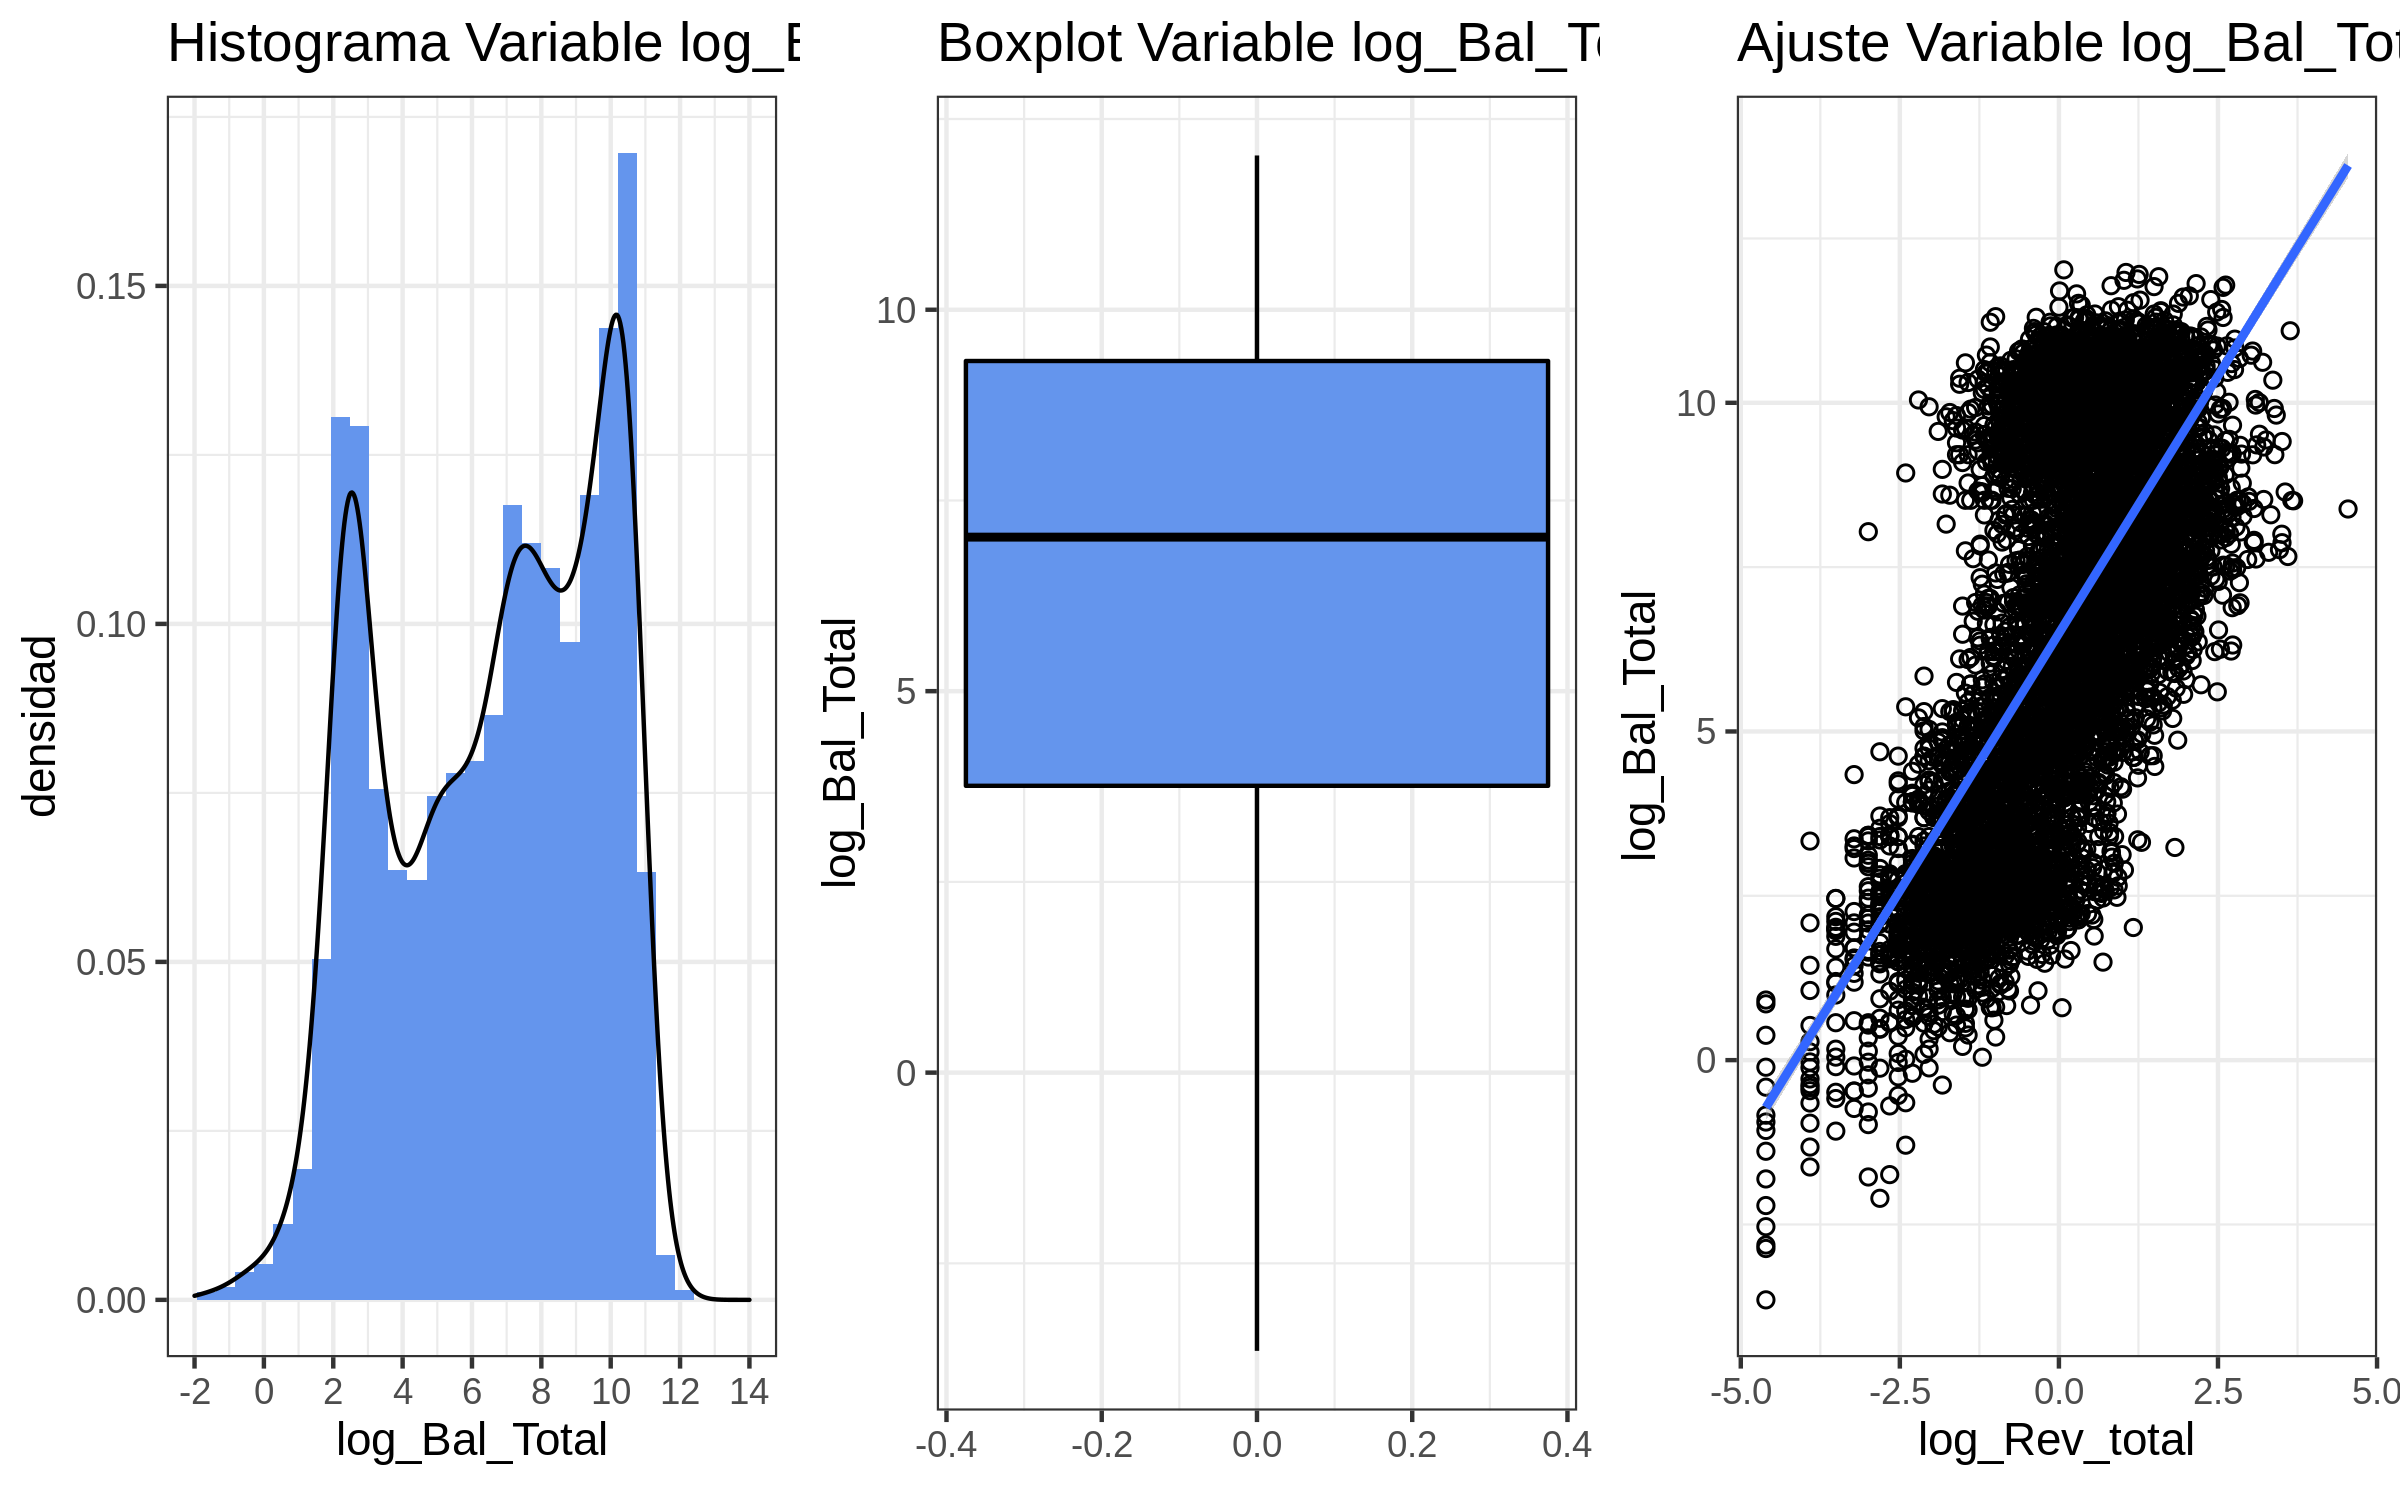 Histograma Variable log_B
densidad
0.15
0.10
0.05
0.00
-2 0 2 4 6 8 10 12 14
log_Bal_Total
Boxplot Variable log_Bal_To
log_Bal_Total
10
5
0
-0.4 -0.2 0.0 0.2 0.4
Ajuste Variable log_Bal_Tot
log_Bal_Total
10
5
0
-5.0 -2.5 0.0 2.5 5.0
log_Rev_total